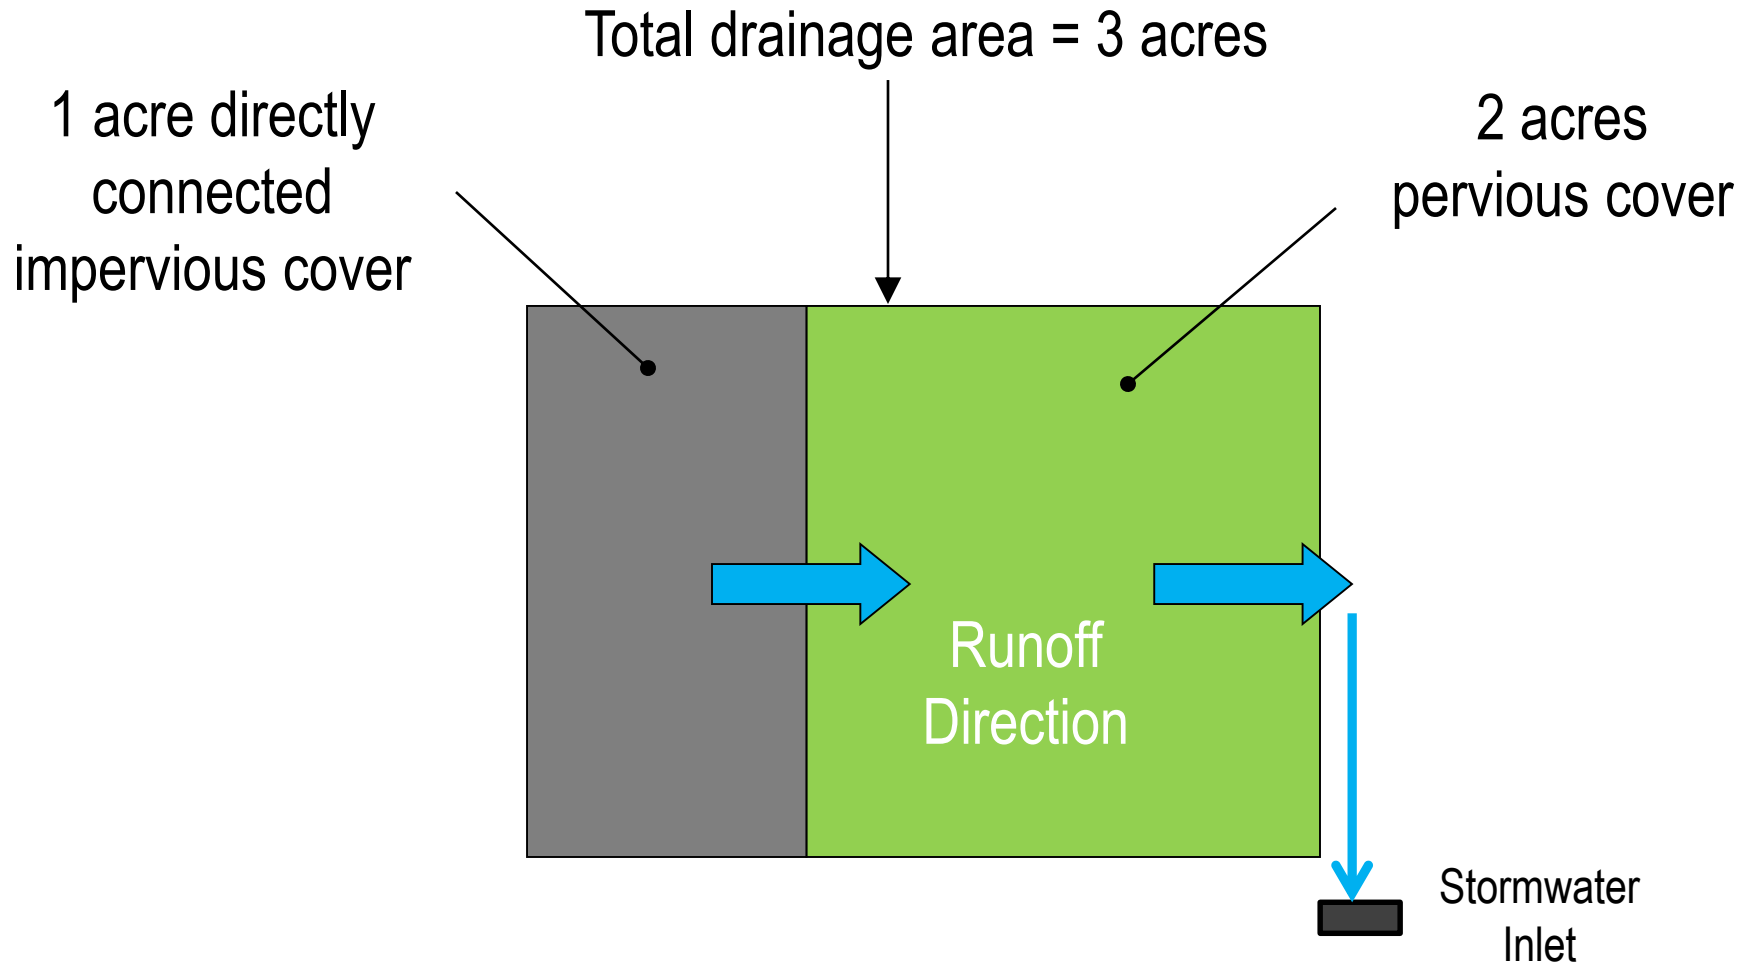 Total drainage area = 3 acres
1 acre directly
connected
impervious cover
2 acres
pervious cover
Runoff
Direction
Stormwater
Inlet